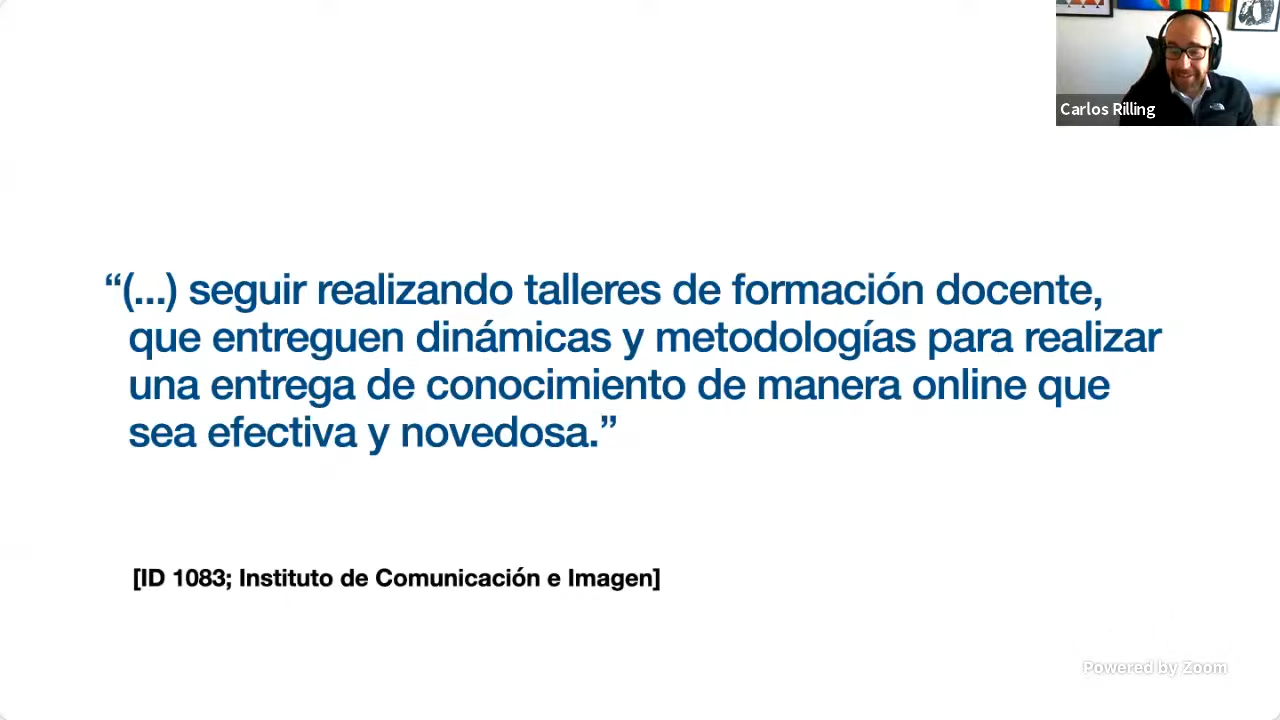 Carlos Rilling
“(...) seguir realizando talleres de formación docente,
que entreguen dinámicas y metodologías para realizar
una entrega de conocimiento de manera online que
sea efectiva y novedosa.”
[ID 1083; Instituto de Comunicación e Imagen]
Powered by Zoom